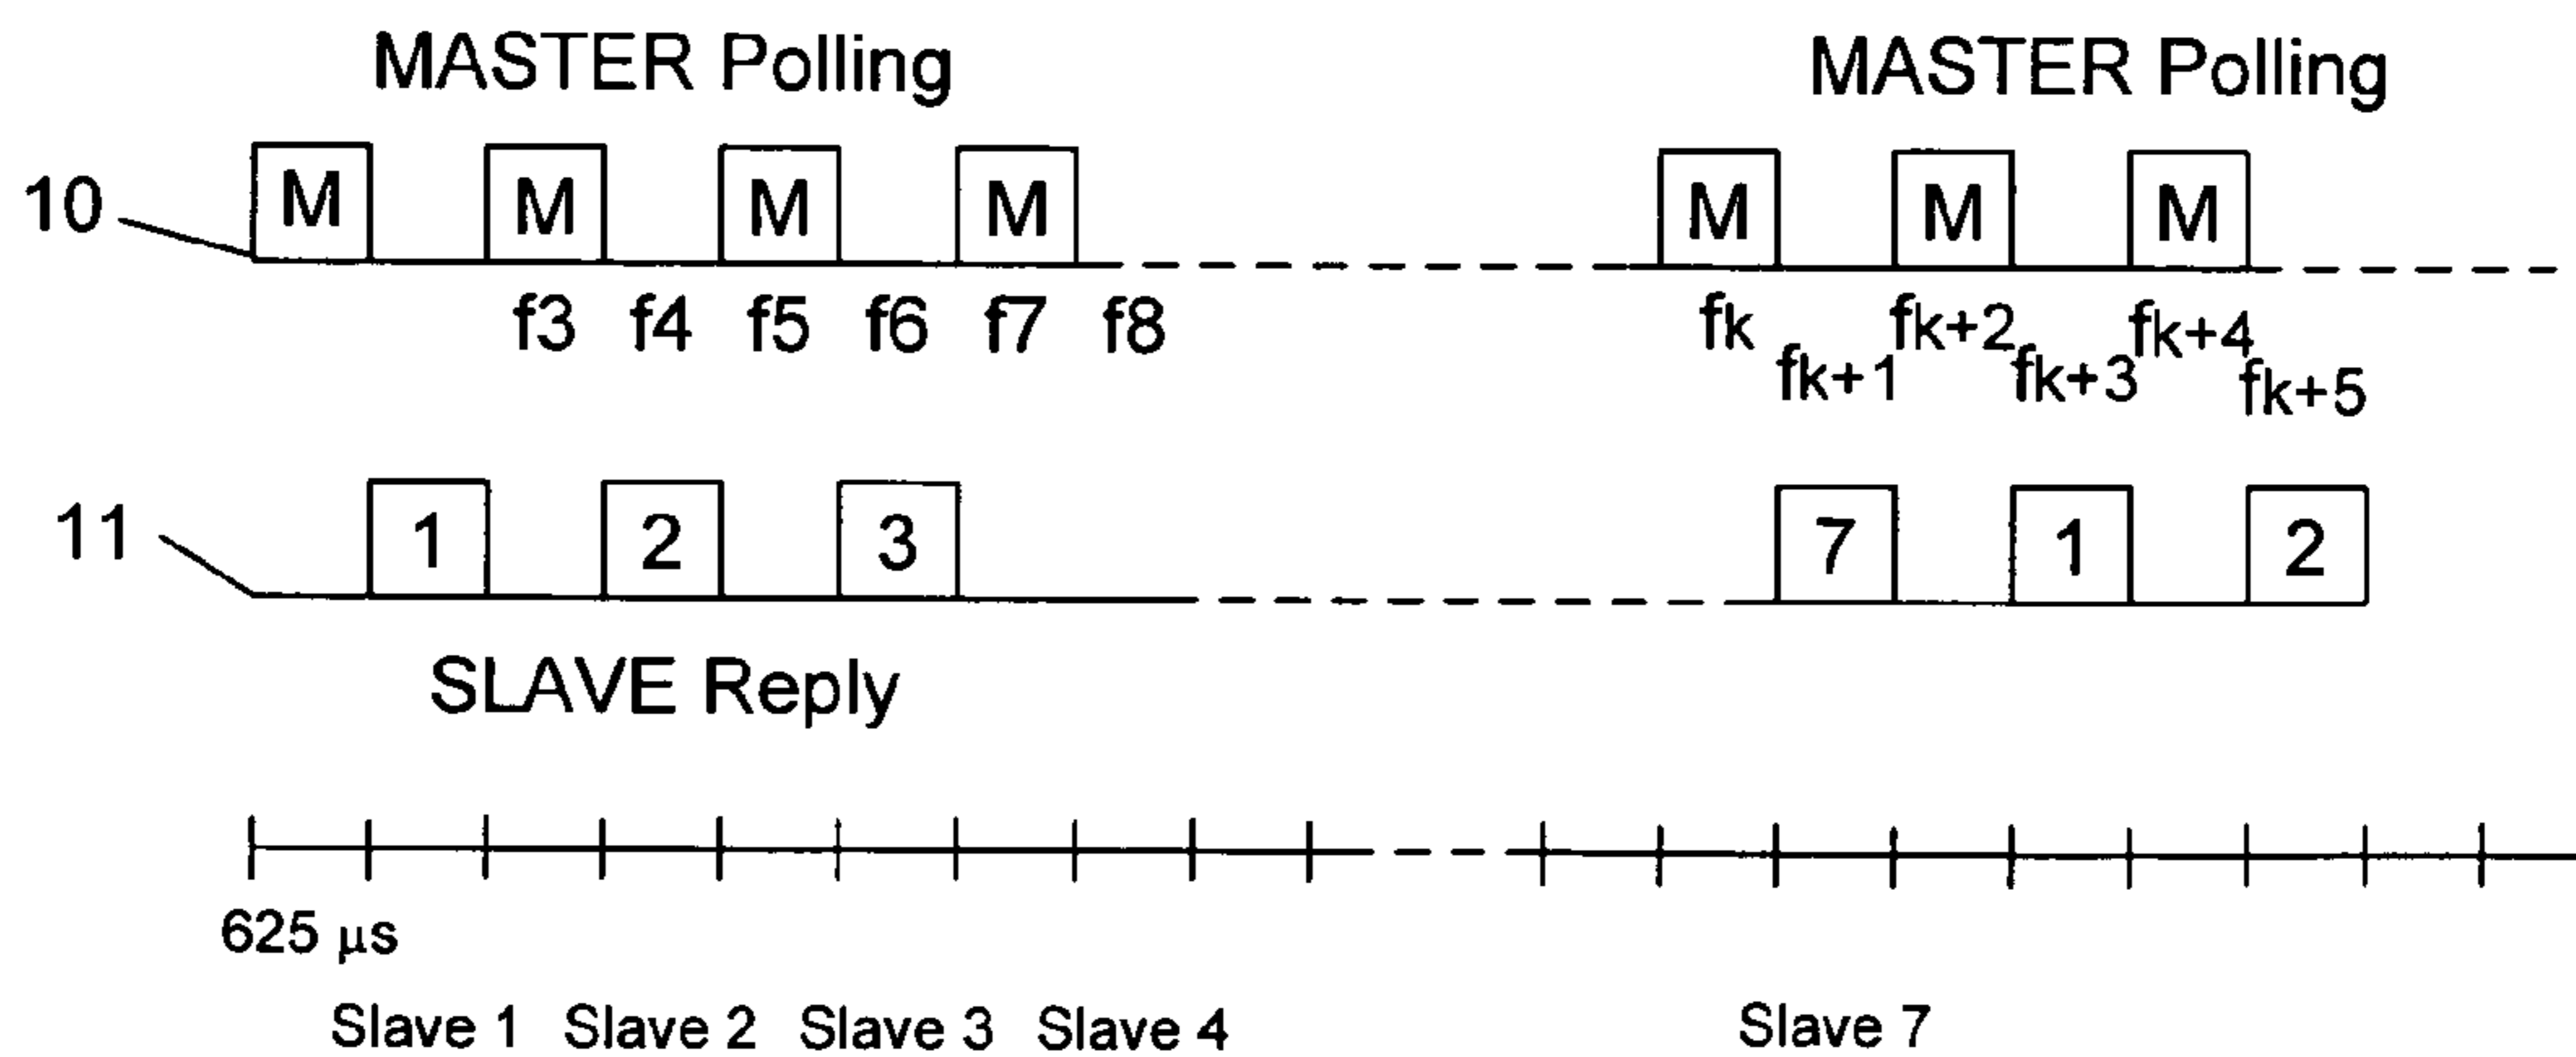 MASTER Polling MASTER Polling
10 M M M M M M M
f3 f4 f5 f6 f7 f8 fk fk+1 fk+2 fk+3 fk+4 fk+5
11 1 2 3 7 1 2
SLAVE Reply
625 µs
Slave 1 Slave 2 Slave 3 Slave 4 Slave 7